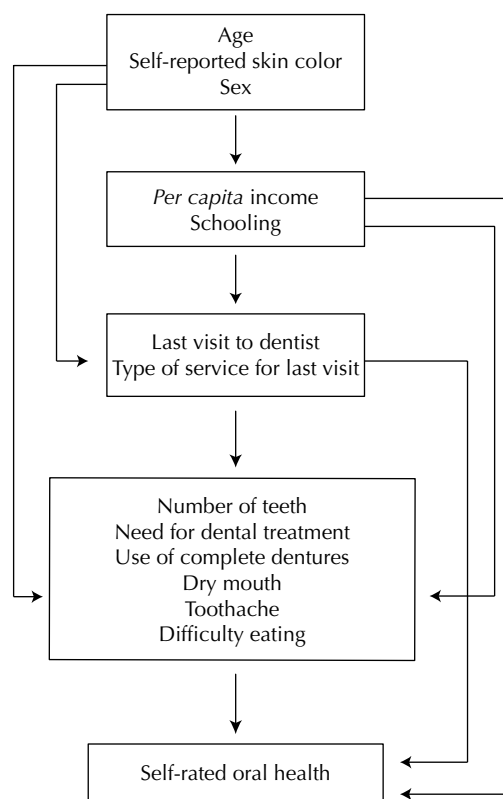 Age
Self-reported skin color
Sex
Per capita income
Schooling
Last visit to dentist
Type of service for last visit
Number of teeth
Need for dental treatment
Use of complete dentures
Dry mouth
Toothache
Difficulty eating
Self-rated oral health